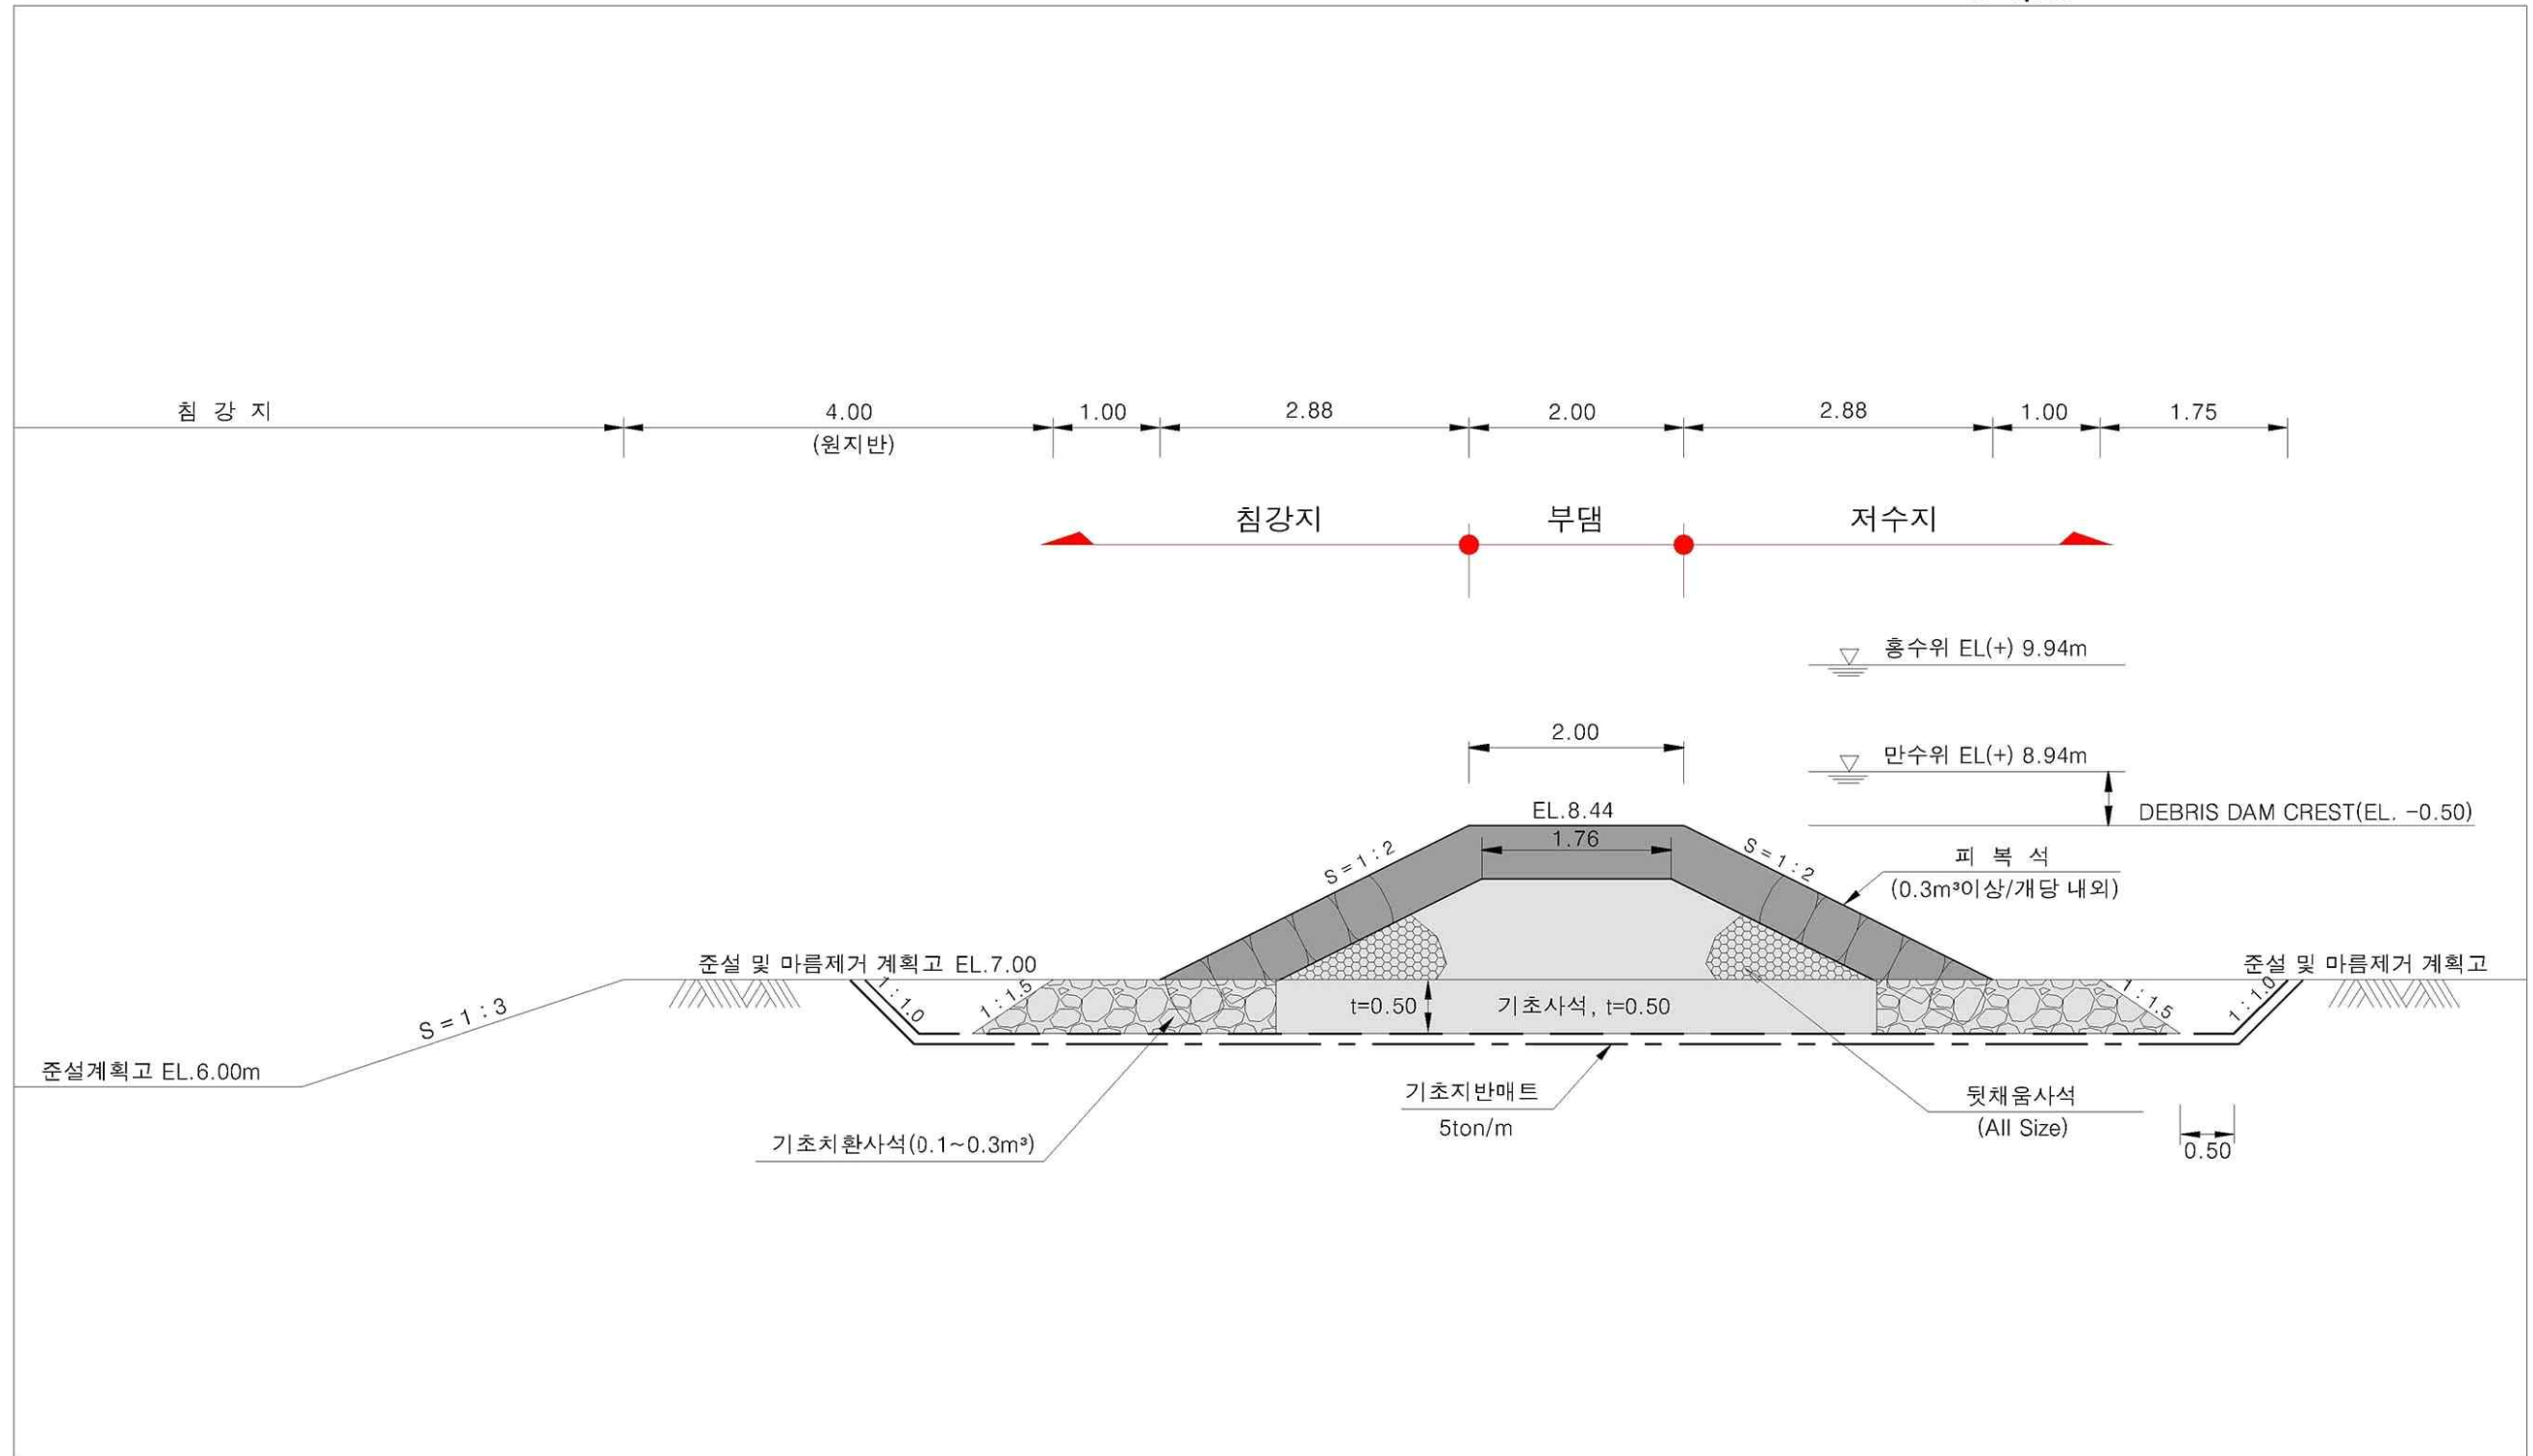 침 강 지
4.00
(원지반)
1.00
2.88
2.00
2.88
1.00
1.75
침강지
부댐
저수지
홍수위 EL(+) 9.94m
2.00
만수위 EL(+) 8.94m
EL.8.44
DEBRIS DAM CREST(EL. -0.50)
1.76
S=1:2
S=1:2
피 복 석
(0.3m³이상/개당 내외)
준설 및 마름제거 계획고 EL.7.00
준설 및 마름제거 계획고
S=1:3
1:1.0
1:1.5
t=0.50
기초사석, t=0.50
1:1.5
1:1.0
준설계획고 EL.6.00m
기초지반매트
5ton/m
뒷채움사석
(All Size)
기초치환사석(0.1~0.3m³)
0.50